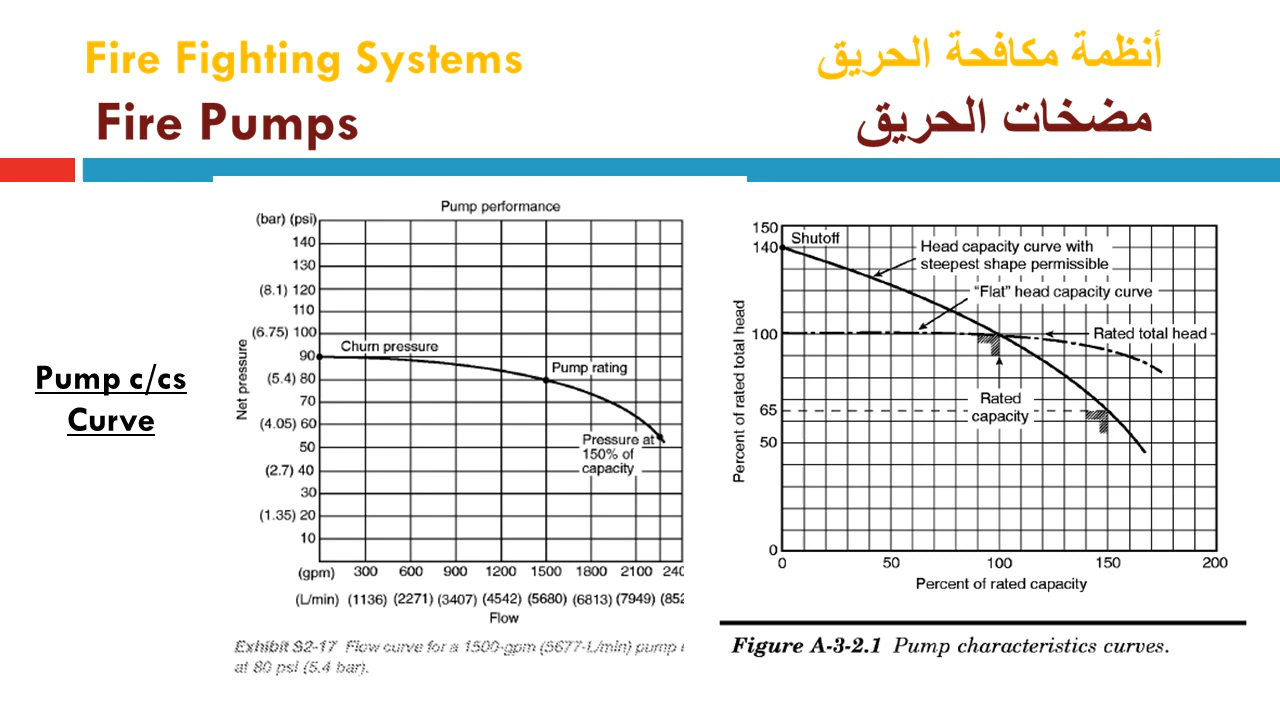 Fire Fighting Systems
أنظمة مكافحة الحريق
Fire Pumps
مضخات الحريق
Pump c/cs
Curve
Pump performance
(bar) (psi)
140
130
(8.1) 120
110
(6.75) 100
90
(5.4) 80
70
(4.05) 60
50
(2.7) 40
30
(1.35) 20
10
Net pressure
Churn pressure
Pump rating
Pressure at
150% of
capacity
(gpm) 300 600 900 1200 1500 1800 2100 240
(L/min) (1136) (2271) (3407) (4542) (5680) (6813) (7949) (852
Flow
Exhibit S2-17 Flow curve for a 1500-gpm (5677-L/min) pump
at 80 psi (5.4 bar).
150
140
100
65
50
0
Percent of rated total head
Shutoff
Head capacity curve with
steepest shape permissible
“Flat” head capacity curve
Rated total head
Rated
capacity
0 50 100 150 200
Percent of rated capacity
Figure A-3-2.1 Pump characteristics curves.